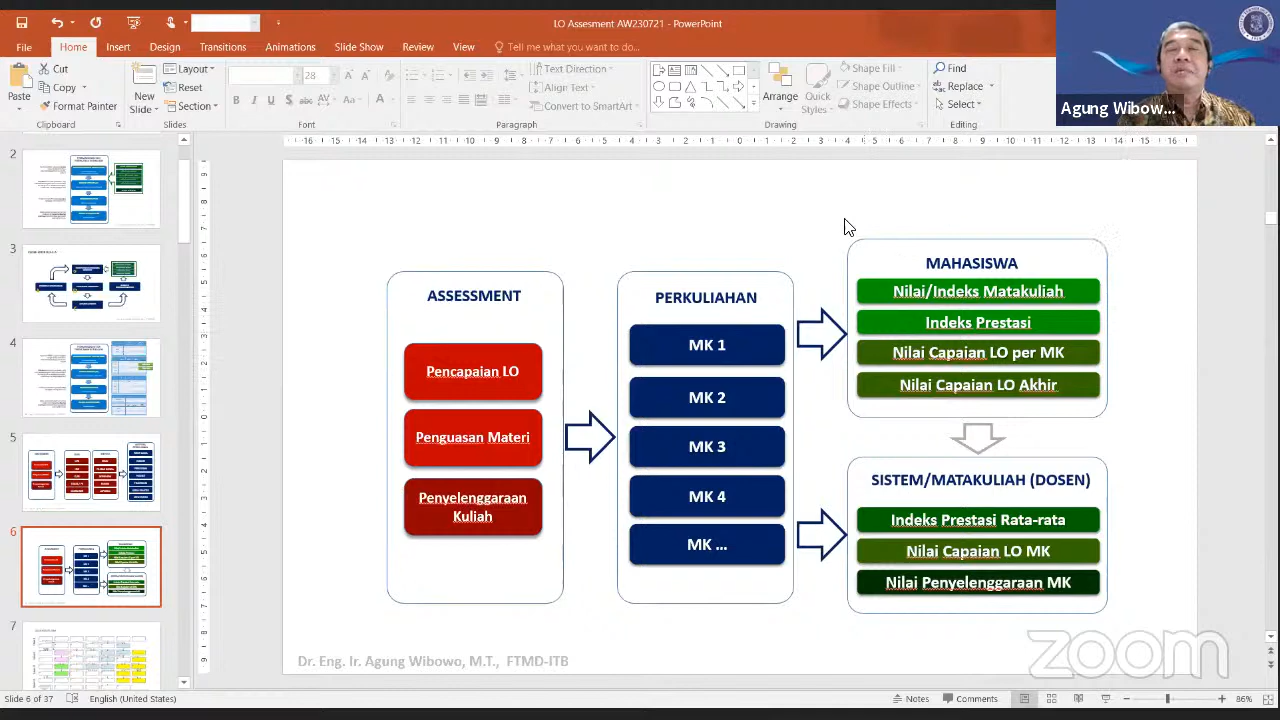 LO Assesment AW230721 - PowerPoint
File
Home
Insert
Design
Transitions
Animations
Slide Show
Review
View
Tell me what you want to do...
Paste
Cut
Copy
Format Painter
Clipboard
New
Slide
Layout
Reset
Section
Slides
28
Font
Text Direction
Align Text
Convert to SmartArt
Paragraph
Arrange
Quick
Styles
Shape Fill
Shape Outline
Shape Effects
Drawing
Find
Replace
Select
Editing
Agung Wibow...
3
4
5
6
7
ASSESSMENT
Pencapaian LO
Penguasan Materi
Penyelenggaraan
Kuliah
PERKULIAHAN
MK 1
MK 2
MK 3
MK 4
MK ...
MAHASISWA
Nilai/Indeks Matakuliah
Indeks Prestasi
Nilai Capaian LO per MK
Nilai Capaian LO Akhir
SISTEM/MATAKULIAH (DOSEN)
Indeks Prestasi Rata-rata
Nilai Capaian LO MK
Nilai Penyelenggaraan MK
Dr. Eng. Ir. Agung Wibowo, M.T., FTMD-ITB
zoom
Slide 6 of 37
English (United States)
Notes
Comments
86%